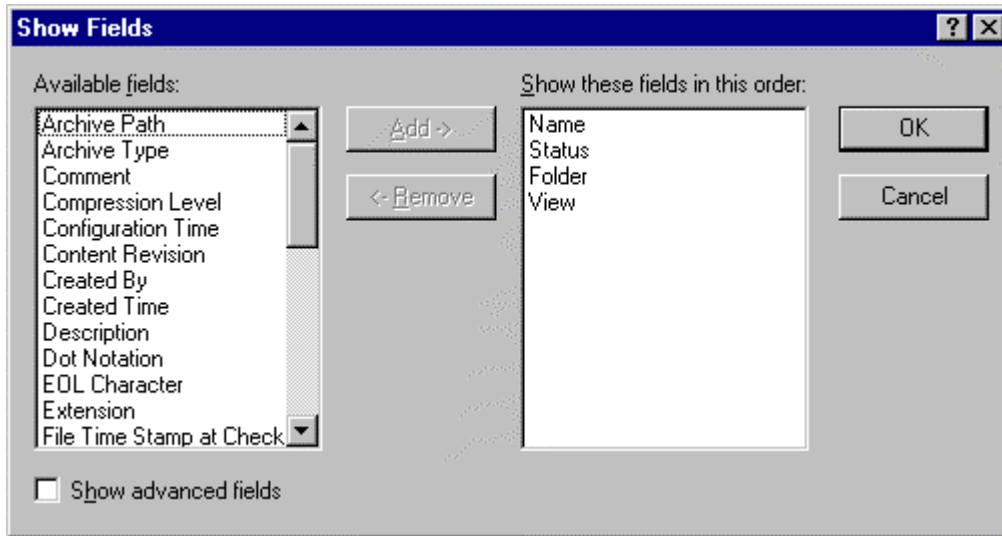 Show Fields
Available fields:
Archive Path
Archive Type
Comment
Compression Level
Configuration Time
Content Revision
Created By
Created Time
Description
Dot Notation
EOL Character
Extension
File Time Stamp at Check
Show advanced fields
Add ->
<- Remove
Show these fields in this order:
Name
Status
Folder
View
OK
Cancel